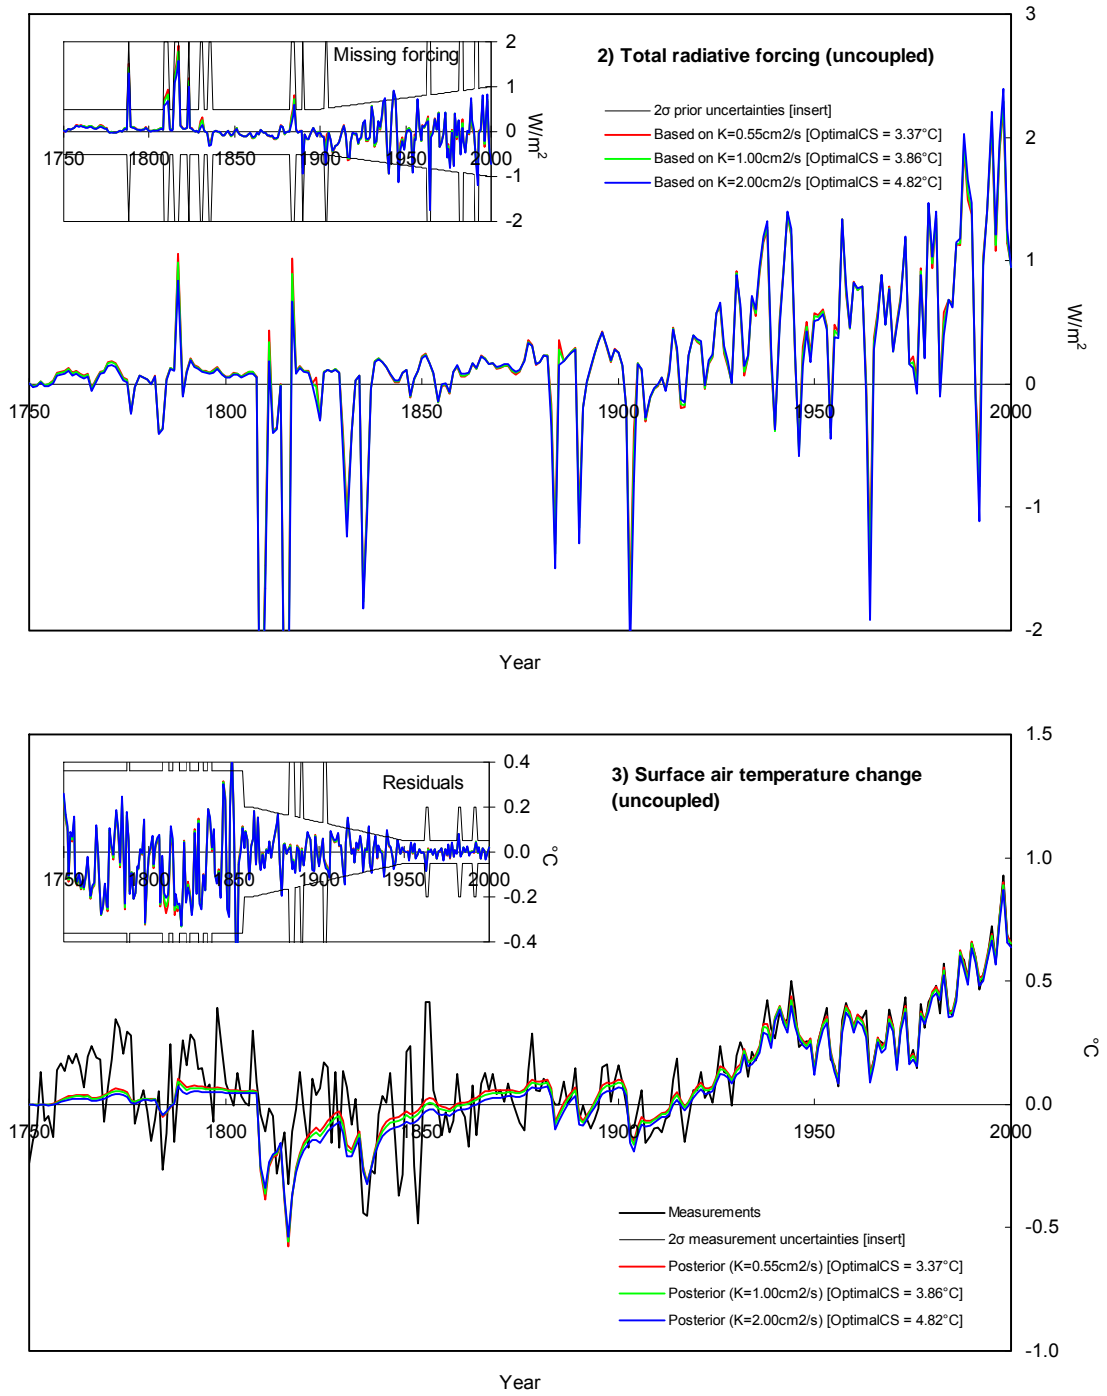 3
2
Missing forcing
2) Total radiative forcing (uncoupled)
1
2σ prior uncertainties [insert]
0
W/m²
Based on K=0.55cm2/s [OptimalCS = 3.37°C]
1750 1800 1850 1900 1950 2000
2
Based on K=1.00cm2/s [OptimalCS = 3.86°C]
-1
Based on K=2.00cm2/s [OptimalCS = 4.82°C]
-2
1
W/m²
0
1750 1800 1850 1900 1950 2000
-1
-2
Year
1.5
0.4
Residuals
3) Surface air temperature change
(uncoupled)
0.2
0.0
°C
1750 1800 1850 1900 1950 2000
1.0
-0.2
-0.4
0.5
°C
0.0
1750 1800 1850 1900 1950 2000
Measurements
-0.5
2σ measurement uncertainties [insert]
Posterior (K=0.55cm2/s) [OptimalCS = 3.37°C]
Posterior (K=1.00cm2/s) [OptimalCS = 3.86°C]
Posterior (K=2.00cm2/s) [OptimalCS = 4.82°C]
-1.0
Year